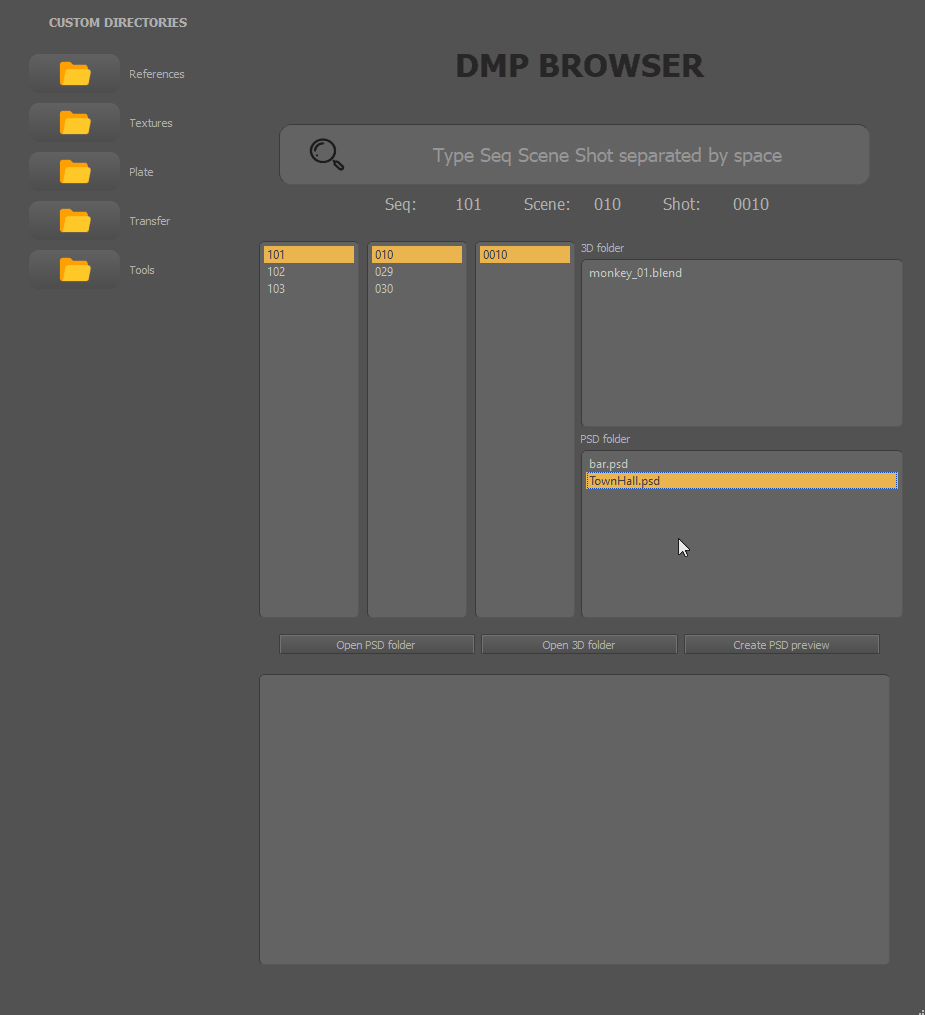 CUSTOM DIRECTORIES
References
Textures
Plate
Transfer
Tools
DMP BROWSER
Type Seq Scene Shot separated by space
Seq: 101 Scene: 010 Shot: 0010
101
102
103
010
029
030
0010
3D folder
monkey_01.blend
PSD folder
bar.psd
TownHall.psd
Open PSD folder
Open 3D folder
Create PSD preview